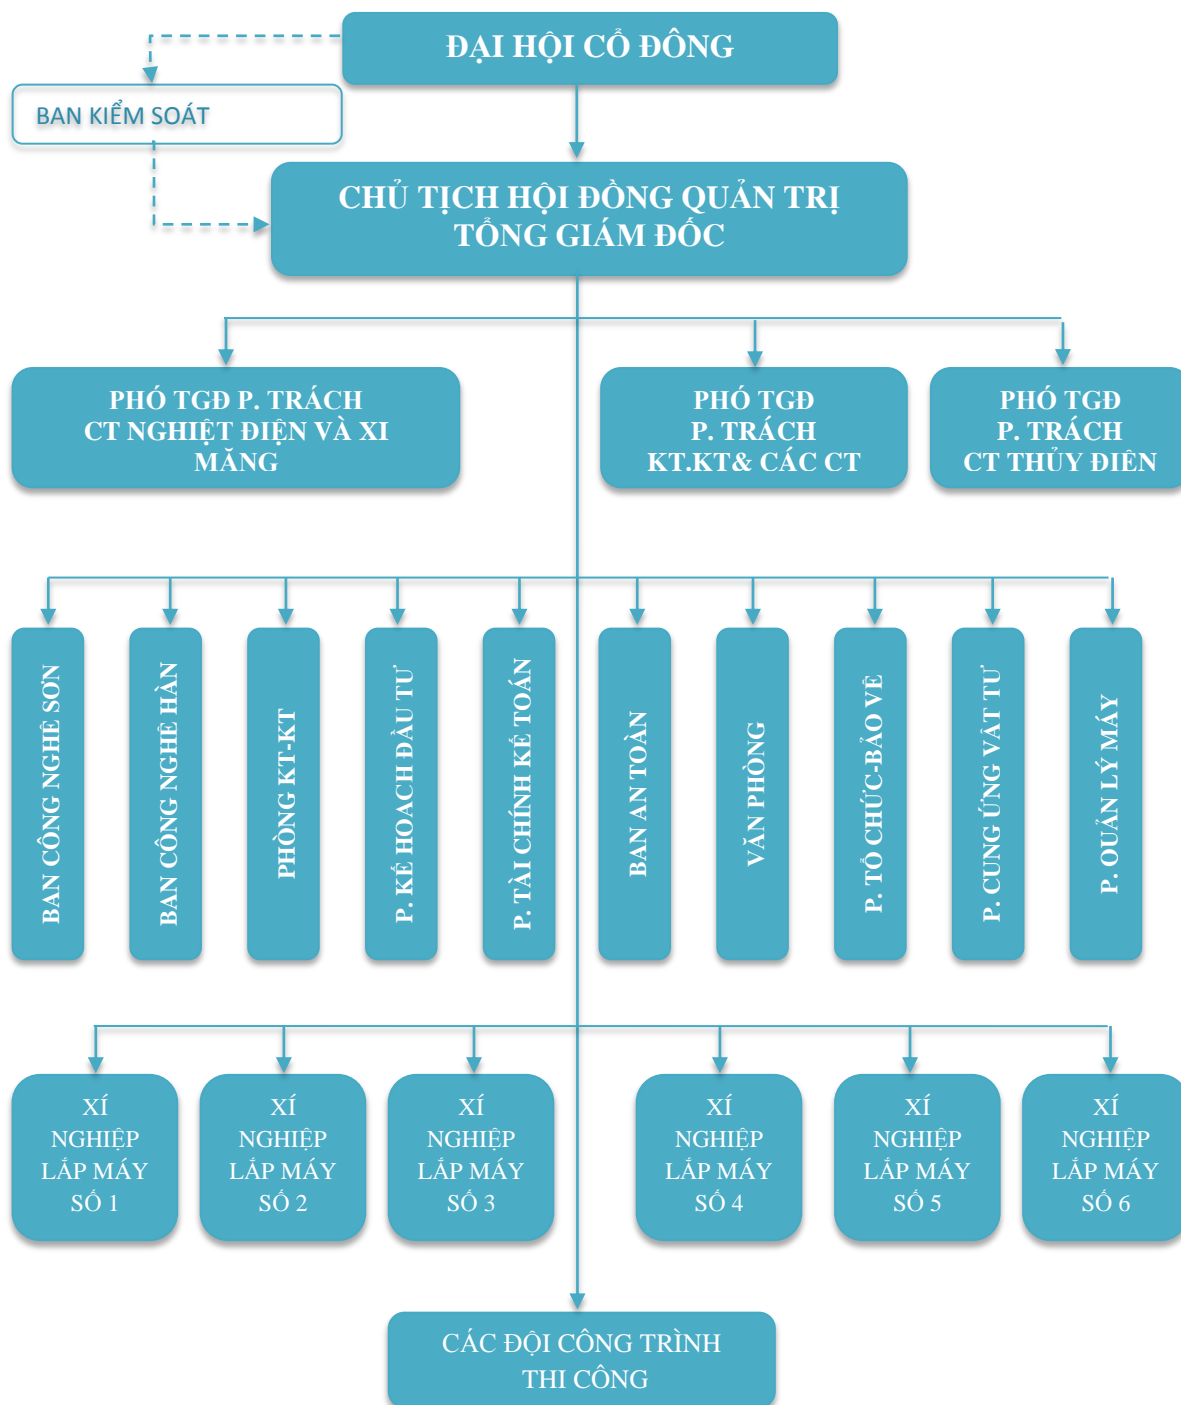 ĐẠI HỘI CỔ ĐÔNG
BAN KIỂM SOÁT
CHỦ TỊCH HỘI ĐỒNG QUẢN TRỊ
TỔNG GIÁM ĐỐC
PHÓ TGĐ P. TRÁCH
CT NGHIỆT ĐIỆN VÀ XI
MĂNG
PHÓ TGĐ
P. TRÁCH
KT.KT& CÁC CT
PHÓ TGĐ
P. TRÁCH
CT THỦY ĐIỆN
BAN CÔNG NGHỆ SƠN
BAN CÔNG NGHỆ HÀN
PHÒNG KT-KT
P. KẾ HOẠCH ĐẦU TƯ
P. TÀI CHÍNH KẾ TOÁN
BAN AN TOÀN
VĂN PHÒNG
P. TỔ CHỨC-BẢO VỆ
P. CUNG ỨNG VẬT TƯ
P. QUẢN LÝ MÁY
XÍ
NGHIỆP
LẮP MÁY
SỐ 1
XÍ
NGHIỆP
LẮP MÁY
SỐ 2
XÍ
NGHIỆP
LẮP MÁY
SỐ 3
XÍ
NGHIỆP
LẮP MÁY
SỐ 4
XÍ
NGHIỆP
LẮP MÁY
SỐ 5
XÍ
NGHIỆP
LẮP MÁY
SỐ 6
CÁC ĐỘI CÔNG TRÌNH
THI CÔNG